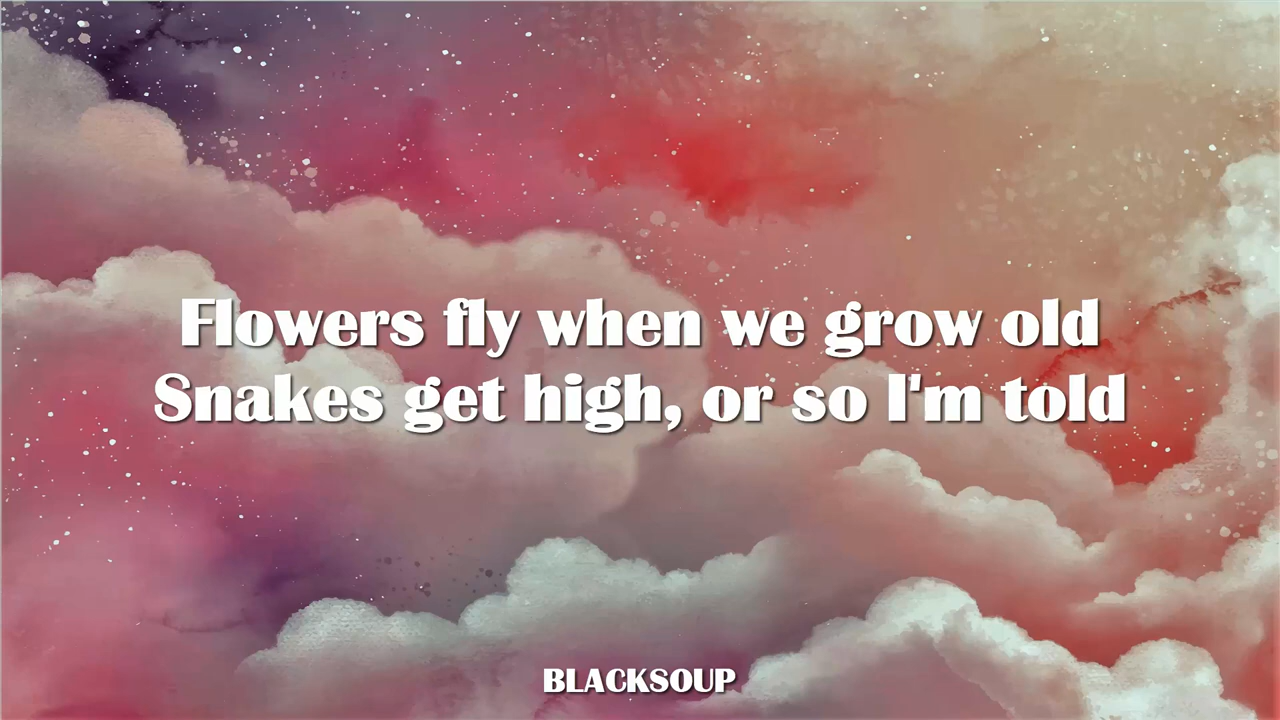 Flowers fly when we grow old
Snakes get high, or so I'm told
BLACKSOUP